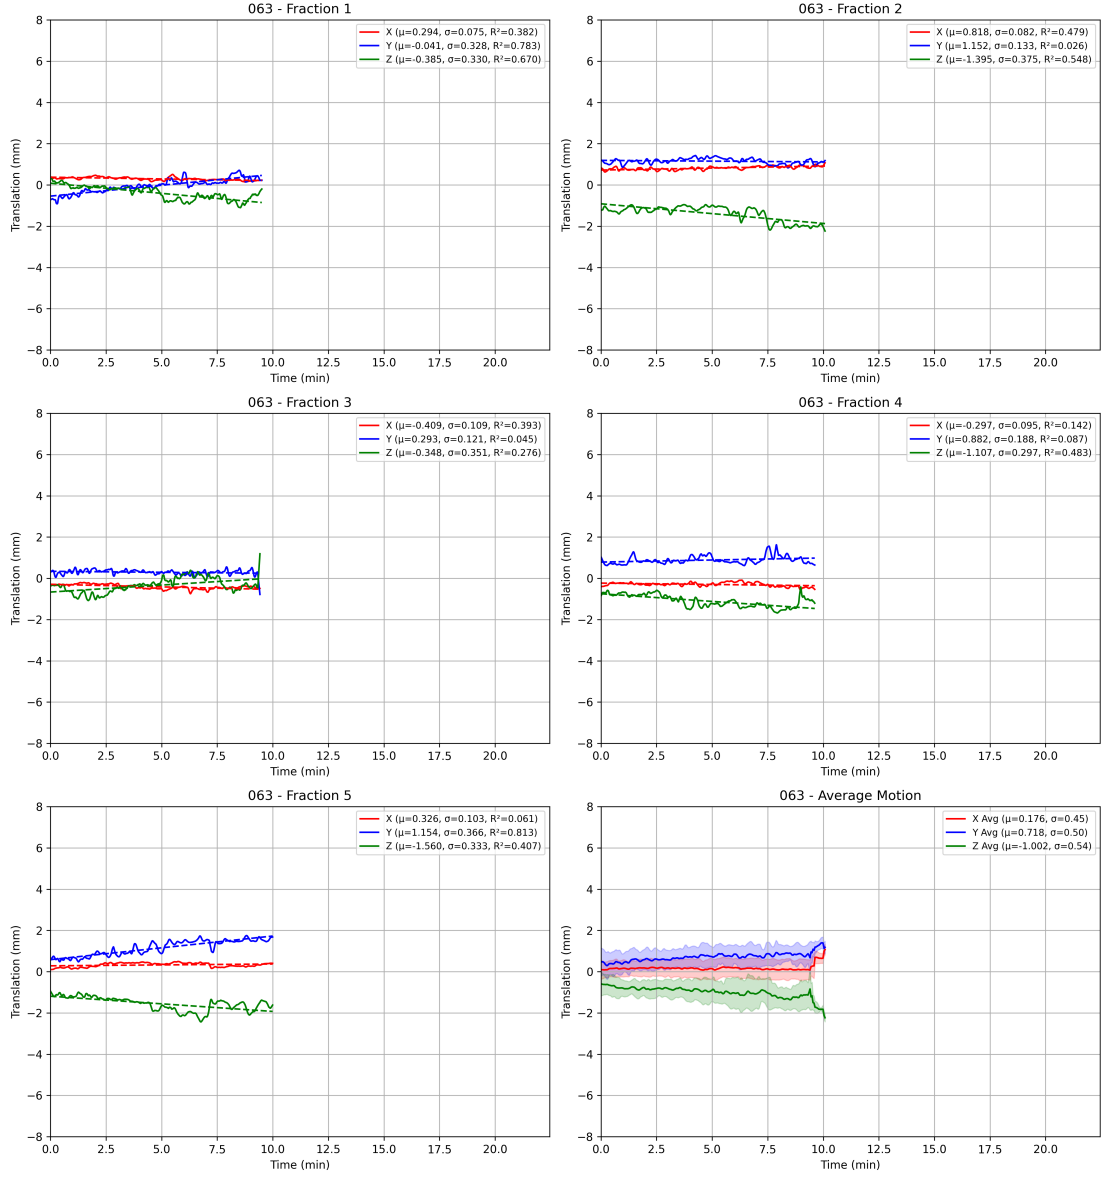 063 - Fraction 1
X (μ=0.294, σ=0.075, R²=0.382)
Y (μ=-0.041, σ=0.328, R²=0.783)
Z (μ=-0.385, σ=0.330, R²=0.670)
Translation (mm)
8
6
4
2
0
−2
−4
−6
−8
0.0 2.5 5.0 7.5 10.0 12.5 15.0 17.5 20.0
Time (min)
063 - Fraction 2
X (μ=0.818, σ=0.082, R²=0.479)
Y (μ=1.152, σ=0.133, R²=0.026)
Z (μ=-1.395, σ=0.375, R²=0.548)
Translation (mm)
8
6
4
2
0
−2
−4
−6
−8
0.0 2.5 5.0 7.5 10.0 12.5 15.0 17.5 20.0
Time (min)
063 - Fraction 3
X (μ=-0.409, σ=0.109, R²=0.393)
Y (μ=0.293, σ=0.121, R²=0.045)
Z (μ=-0.348, σ=0.351, R²=0.276)
Translation (mm)
8
6
4
2
0
−2
−4
−6
−8
0.0 2.5 5.0 7.5 10.0 12.5 15.0 17.5 20.0
Time (min)
063 - Fraction 4
X (μ=-0.297, σ=0.095, R²=0.142)
Y (μ=0.882, σ=0.188, R²=0.087)
Z (μ=-1.107, σ=0.297, R²=0.483)
Translation (mm)
8
6
4
2
0
−2
−4
−6
−8
0.0 2.5 5.0 7.5 10.0 12.5 15.0 17.5 20.0
Time (min)
063 - Fraction 5
X (μ=0.326, σ=0.103, R²=0.061)
Y (μ=1.154, σ=0.366, R²=0.813)
Z (μ=-1.560, σ=0.333, R²=0.407)
Translation (mm)
8
6
4
2
0
−2
−4
−6
−8
0.0 2.5 5.0 7.5 10.0 12.5 15.0 17.5 20.0
Time (min)
063 - Average Motion
X Avg (μ=0.176, σ=0.45)
Y Avg (μ=0.718, σ=0.50)
Z Avg (μ=-1.002, σ=0.54)
Translation (mm)
8
6
4
2
0
−2
−4
−6
−8
0.0 2.5 5.0 7.5 10.0 12.5 15.0 17.5 20.0
Time (min)